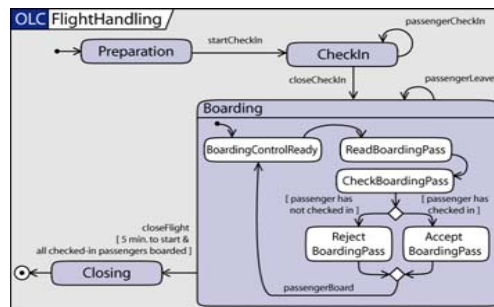 OLC FlightHandling
passengerCheckIn
startCheckIn
Preparation
CheckIn
closeCheckIn
passengerLeave
Boarding
BoardingControlReady
ReadBoardingPass
CheckBoardingPass
[ passenger has
not checked in ]
[ passenger has
checked in ]
closeFlight
[ 5 min. to start &
all checked-in passengers boarded ]
Reject
BoardingPass
Accept
BoardingPass
Closing
passengerBoard